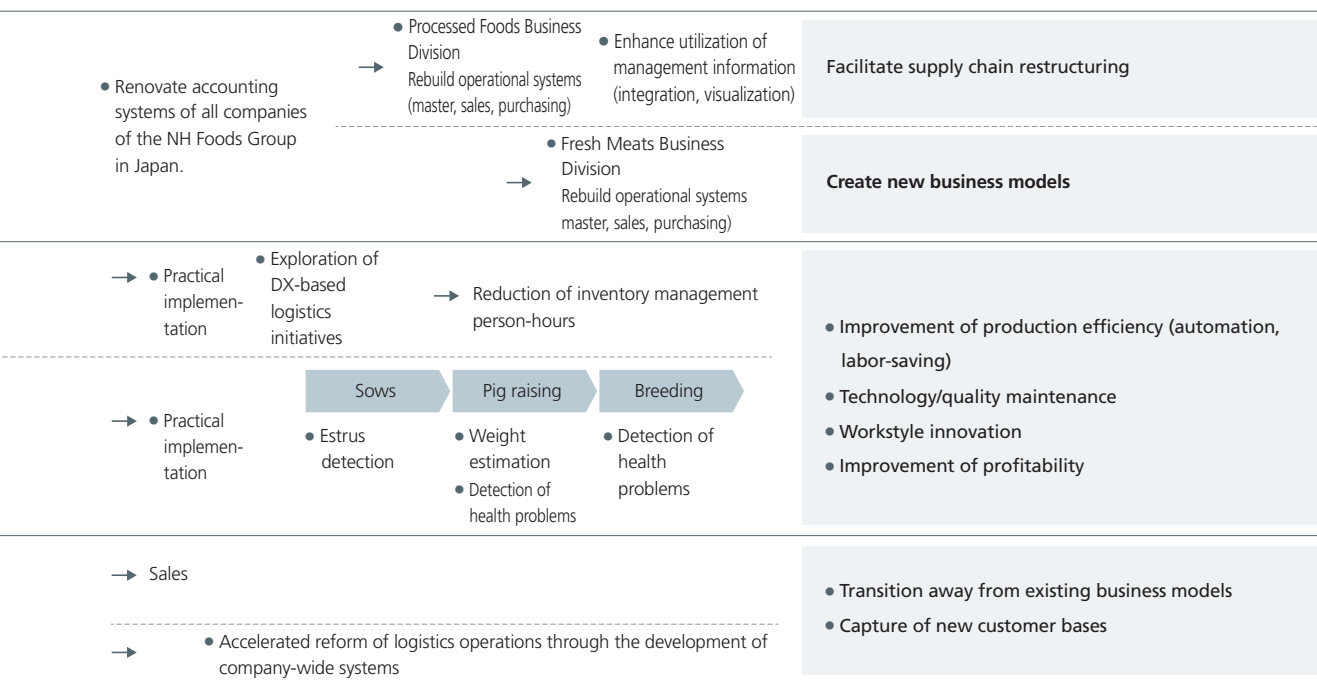 • Renovate accounting
systems of all companies
of the NH Foods Group
in Japan.
• Processed Foods Business
Division
Rebuild operational systems
(master, sales, purchasing)
• Enhance utilization of
management information
(integration, visualization)
Facilitate supply chain restructuring
• Fresh Meats Business
Division
Rebuild operational systems
master, sales, purchasing)
Create new business models
• Practical
implemen-
tation
• Exploration of
DX-based
logistics
initiatives
Reduction of inventory management
person-hours
• Practical
implemen-
tation
Sows
• Estrus
detection
Pig raising
• Weight
estimation
• Detection of
health problems
Breeding
• Detection of
health
problems
• Improvement of production efficiency (automation,
labor-saving)
• Technology/quality maintenance
• Workstyle innovation
• Improvement of profitability
Sales
• Accelerated reform of logistics operations through the development of
company-wide systems
• Transition away from existing business models
• Capture of new customer bases